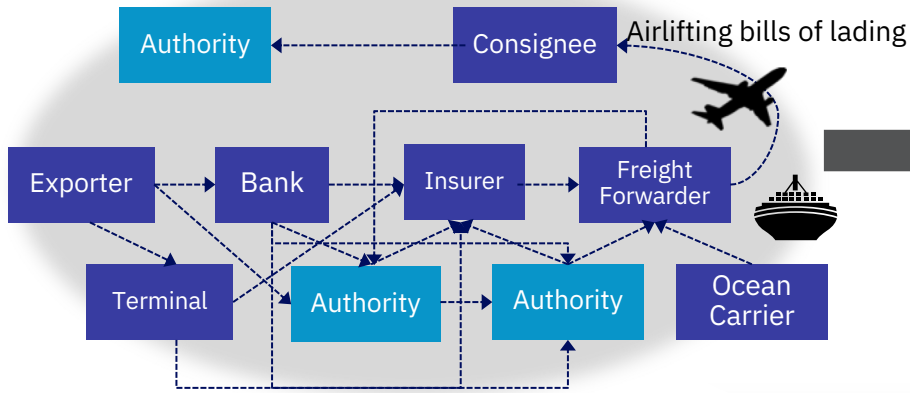 Authority
Consignee
Airlifting bills of lading
Exporter
Bank
Insurer
Freight
Forwarder
Terminal
Authority
Authority
Ocean
Carrier